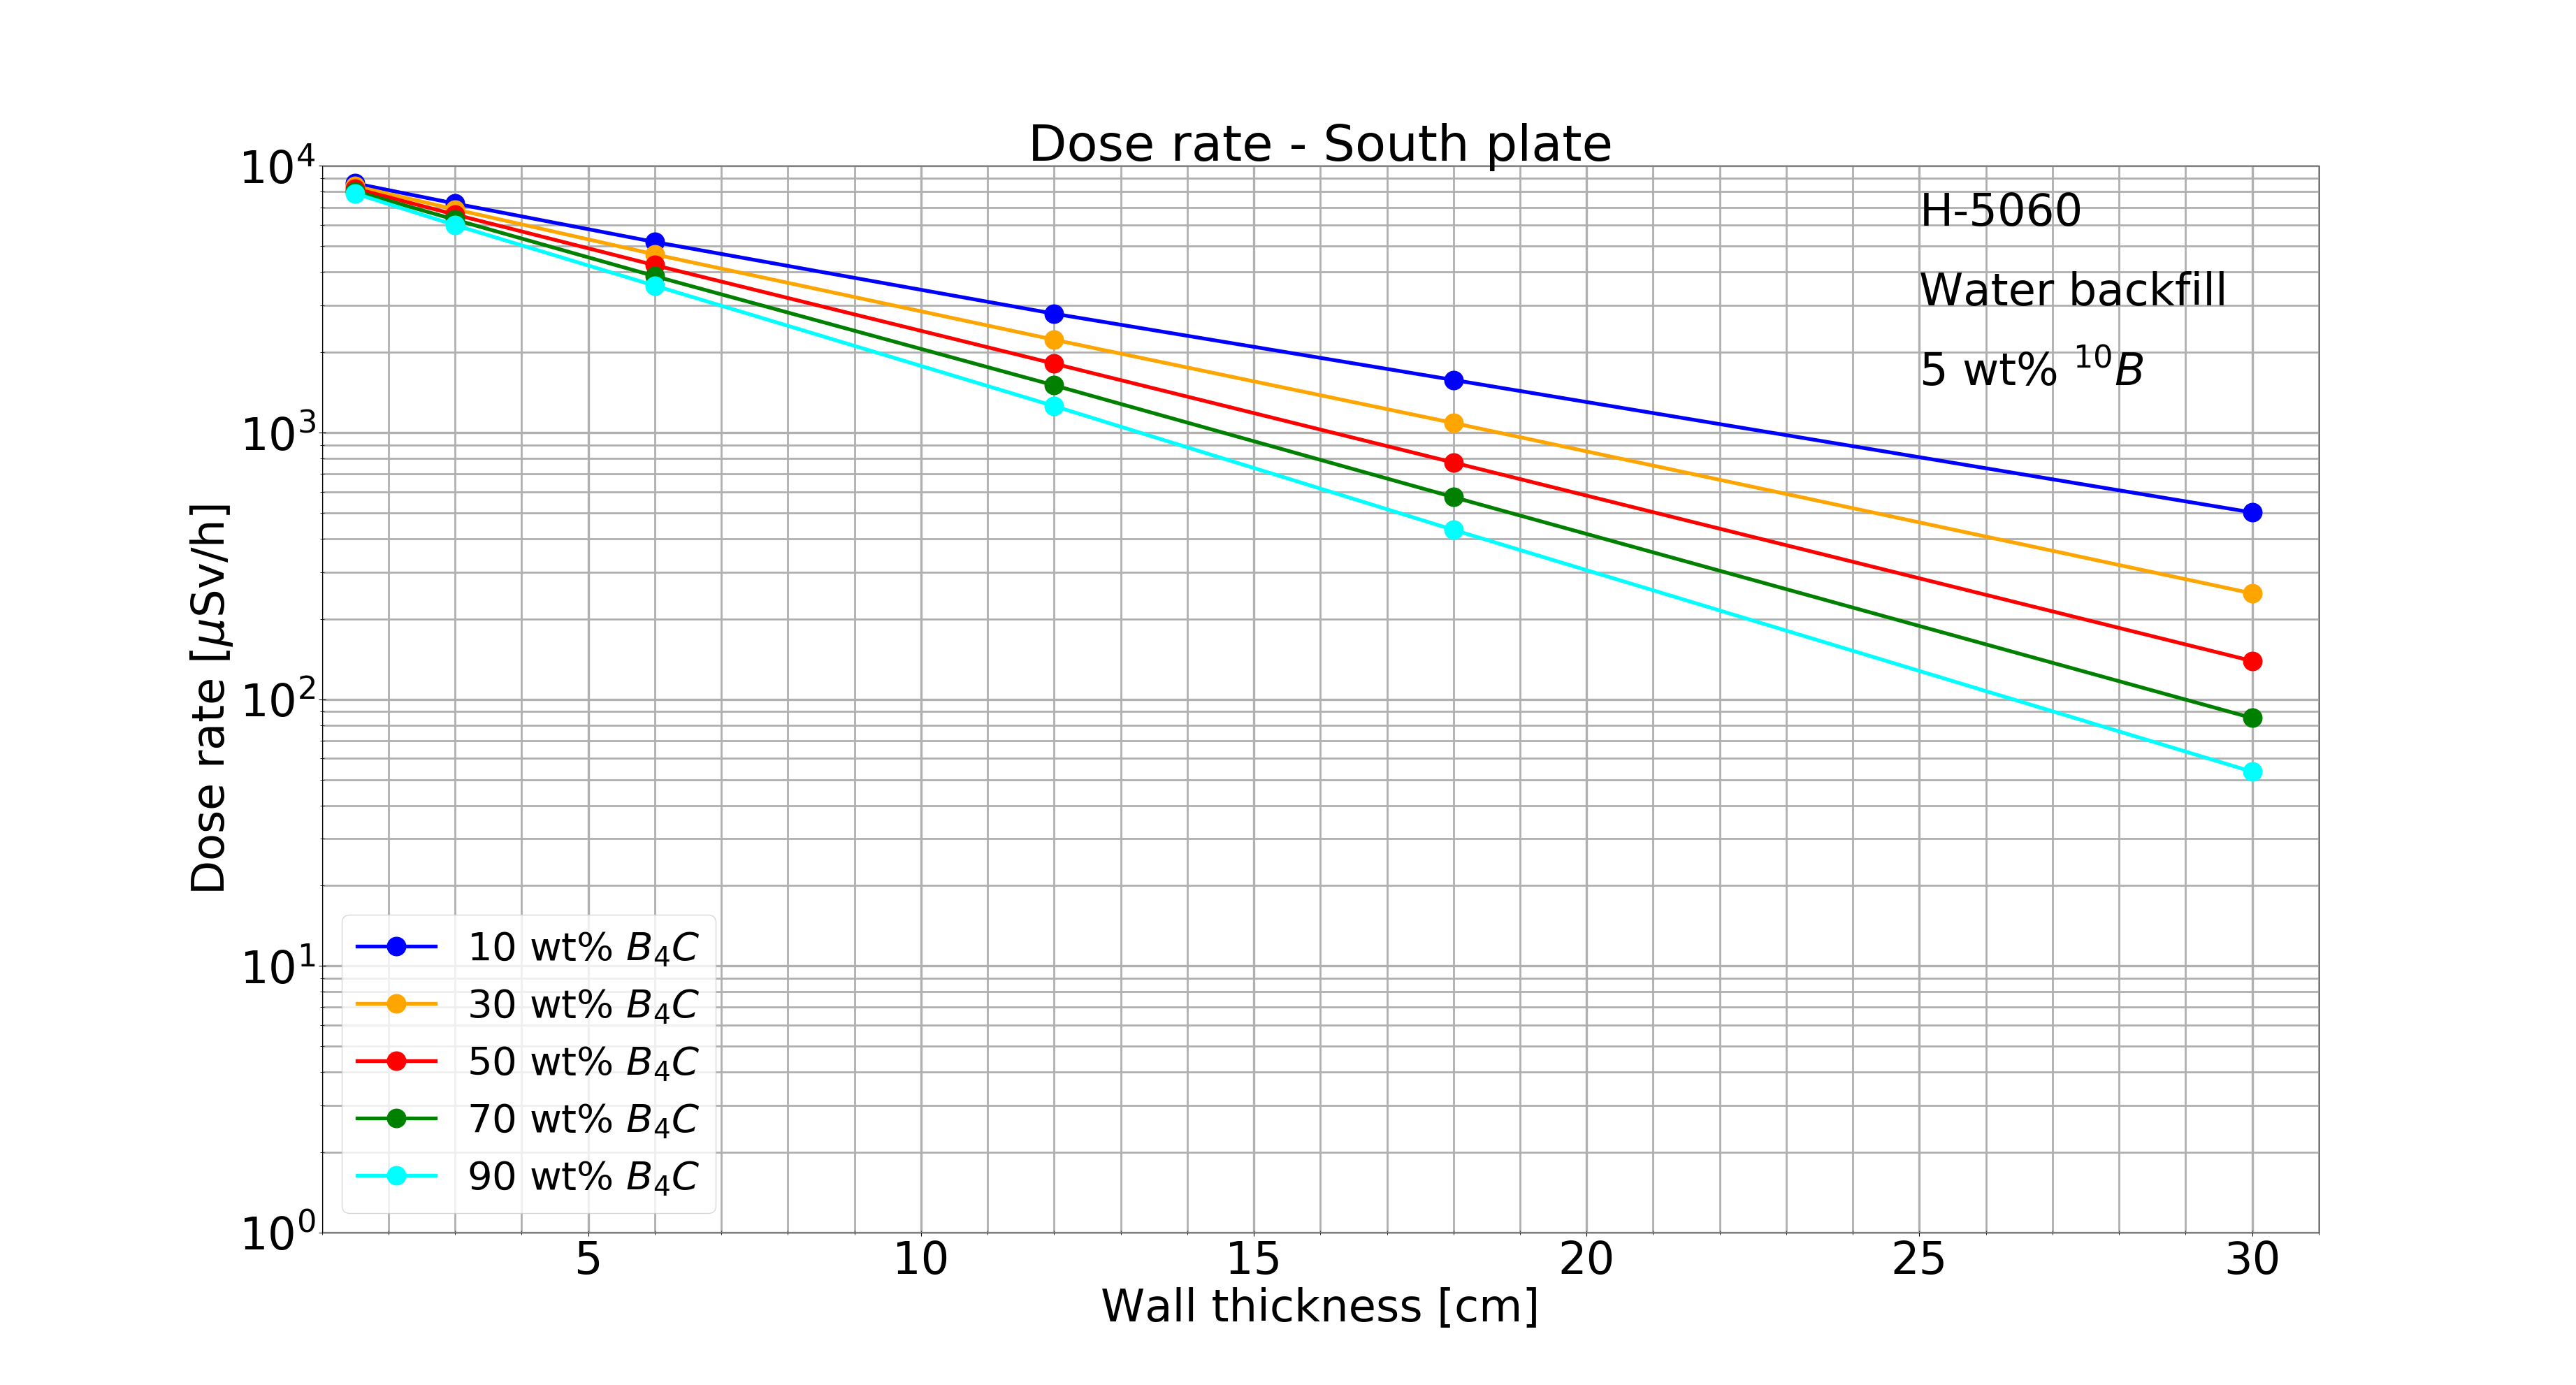 Dose rate - South plate
10⁴
10³
10²
10¹
10⁰
Dose rate [μSv/h]
H-5060
Water backfill
5 wt% ¹⁰B
10 wt% B₄C
30 wt% B₄C
50 wt% B₄C
70 wt% B₄C
90 wt% B₄C
5 10 15 20 25 30
Wall thickness [cm]